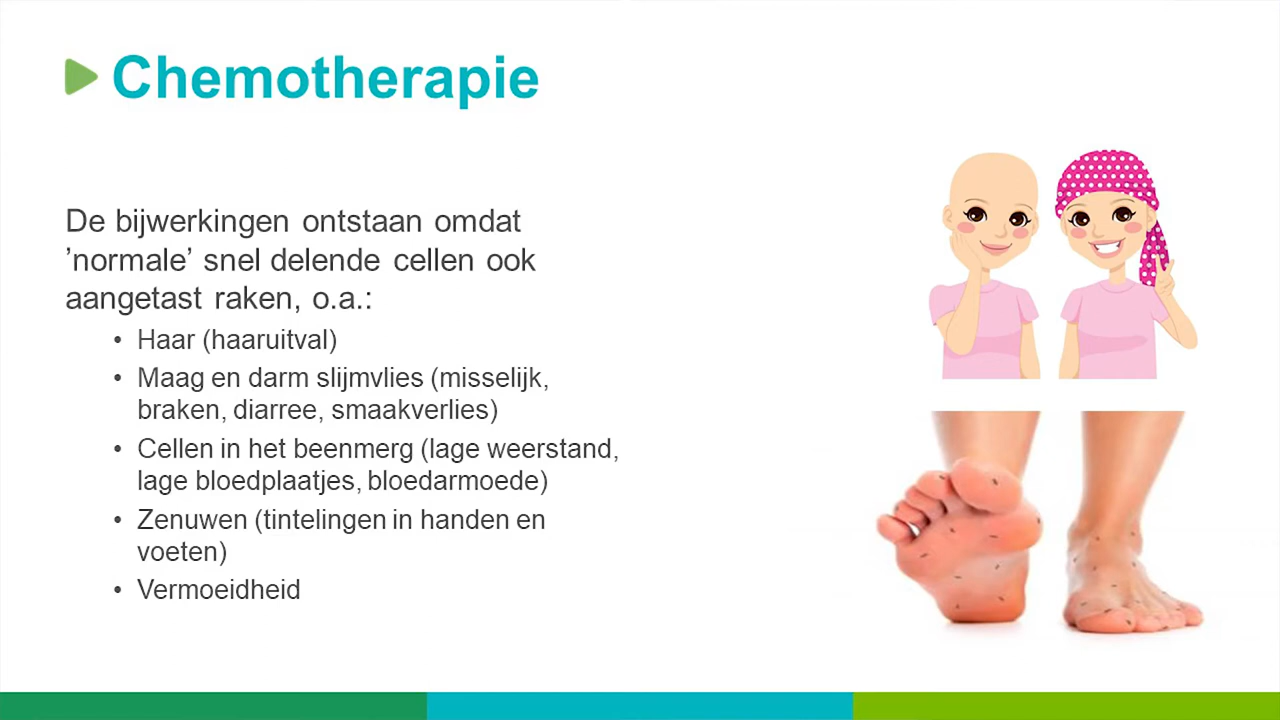 Chemotherapie
De bijwerkingen ontstaan omdat
’normale’ snel delende cellen ook
aangetast raken, o.a.:
• Haar (haaruitval)
• Maag en darm slijmvlies (misselijk,
braken, diarree, smaakverlies)
• Cellen in het beenmerg (lage weerstand,
lage bloedplaatjes, bloedarmoede)
• Zenuwen (tintelingen in handen en
voeten)
• Vermoeidheid